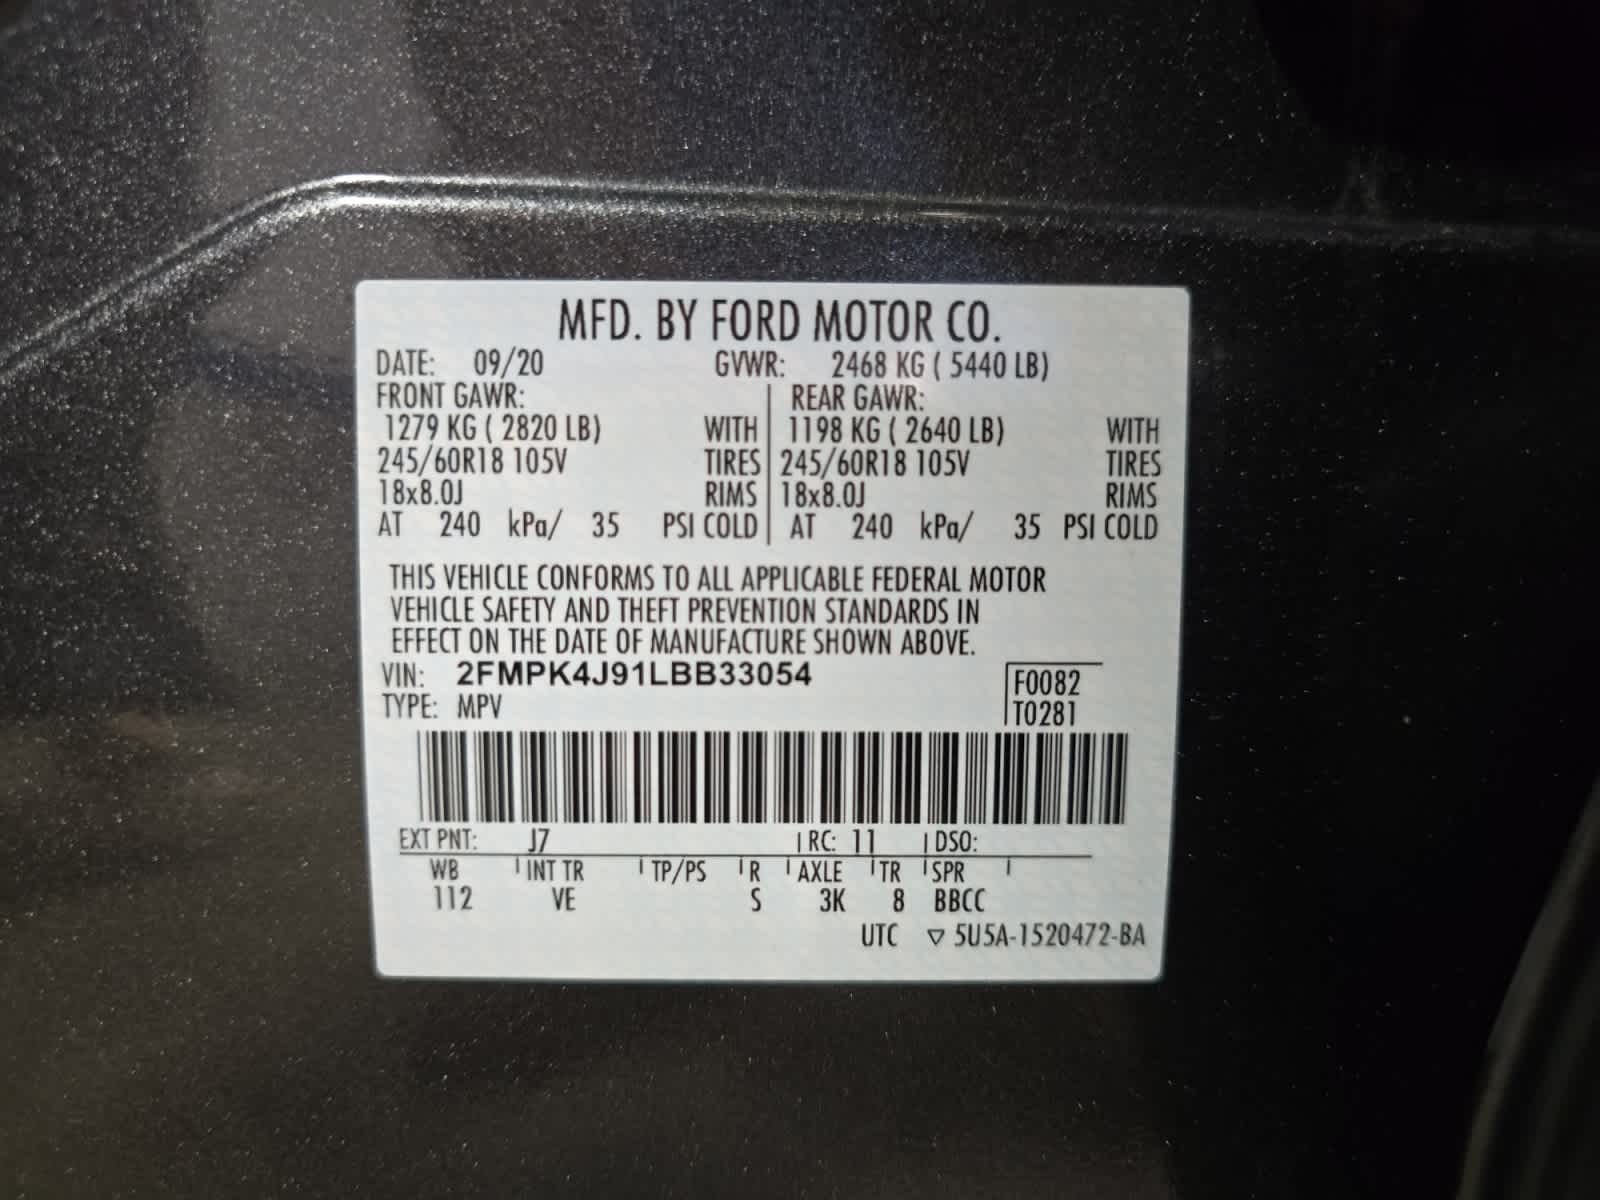 MFD. BY FORD MOTOR CO.
DATE: 09/20 GVWR: 2468 KG ( 5440 LB)
FRONT GAWR: REAR GAWR:
1279 KG ( 2820 LB) WITH 1198 KG ( 2640 LB) WITH
245/60R18 105V TIRES 245/60R18 105V TIRES
18x8.0J RIMS 18x8.0J RIMS
AT 240 kPa/ 35 PSI COLD AT 240 kPa/ 35 PSI COLD
THIS VEHICLE CONFORMS TO ALL APPLICABLE FEDERAL MOTOR
VEHICLE SAFETY AND THEFT PREVENTION STANDARDS IN
EFFECT ON THE DATE OF MANUFACTURE SHOWN ABOVE.
VIN: 2FMPK4J91LBB33054 F0082
TYPE: MPV T0281
EXT PNT: J7 RC: 11 DSO:
WB INT TR TP/PS R AXLE TR SPR
112 VE S 3K 8 BBCC
UTC ▽ 5U5A-1520472-BA